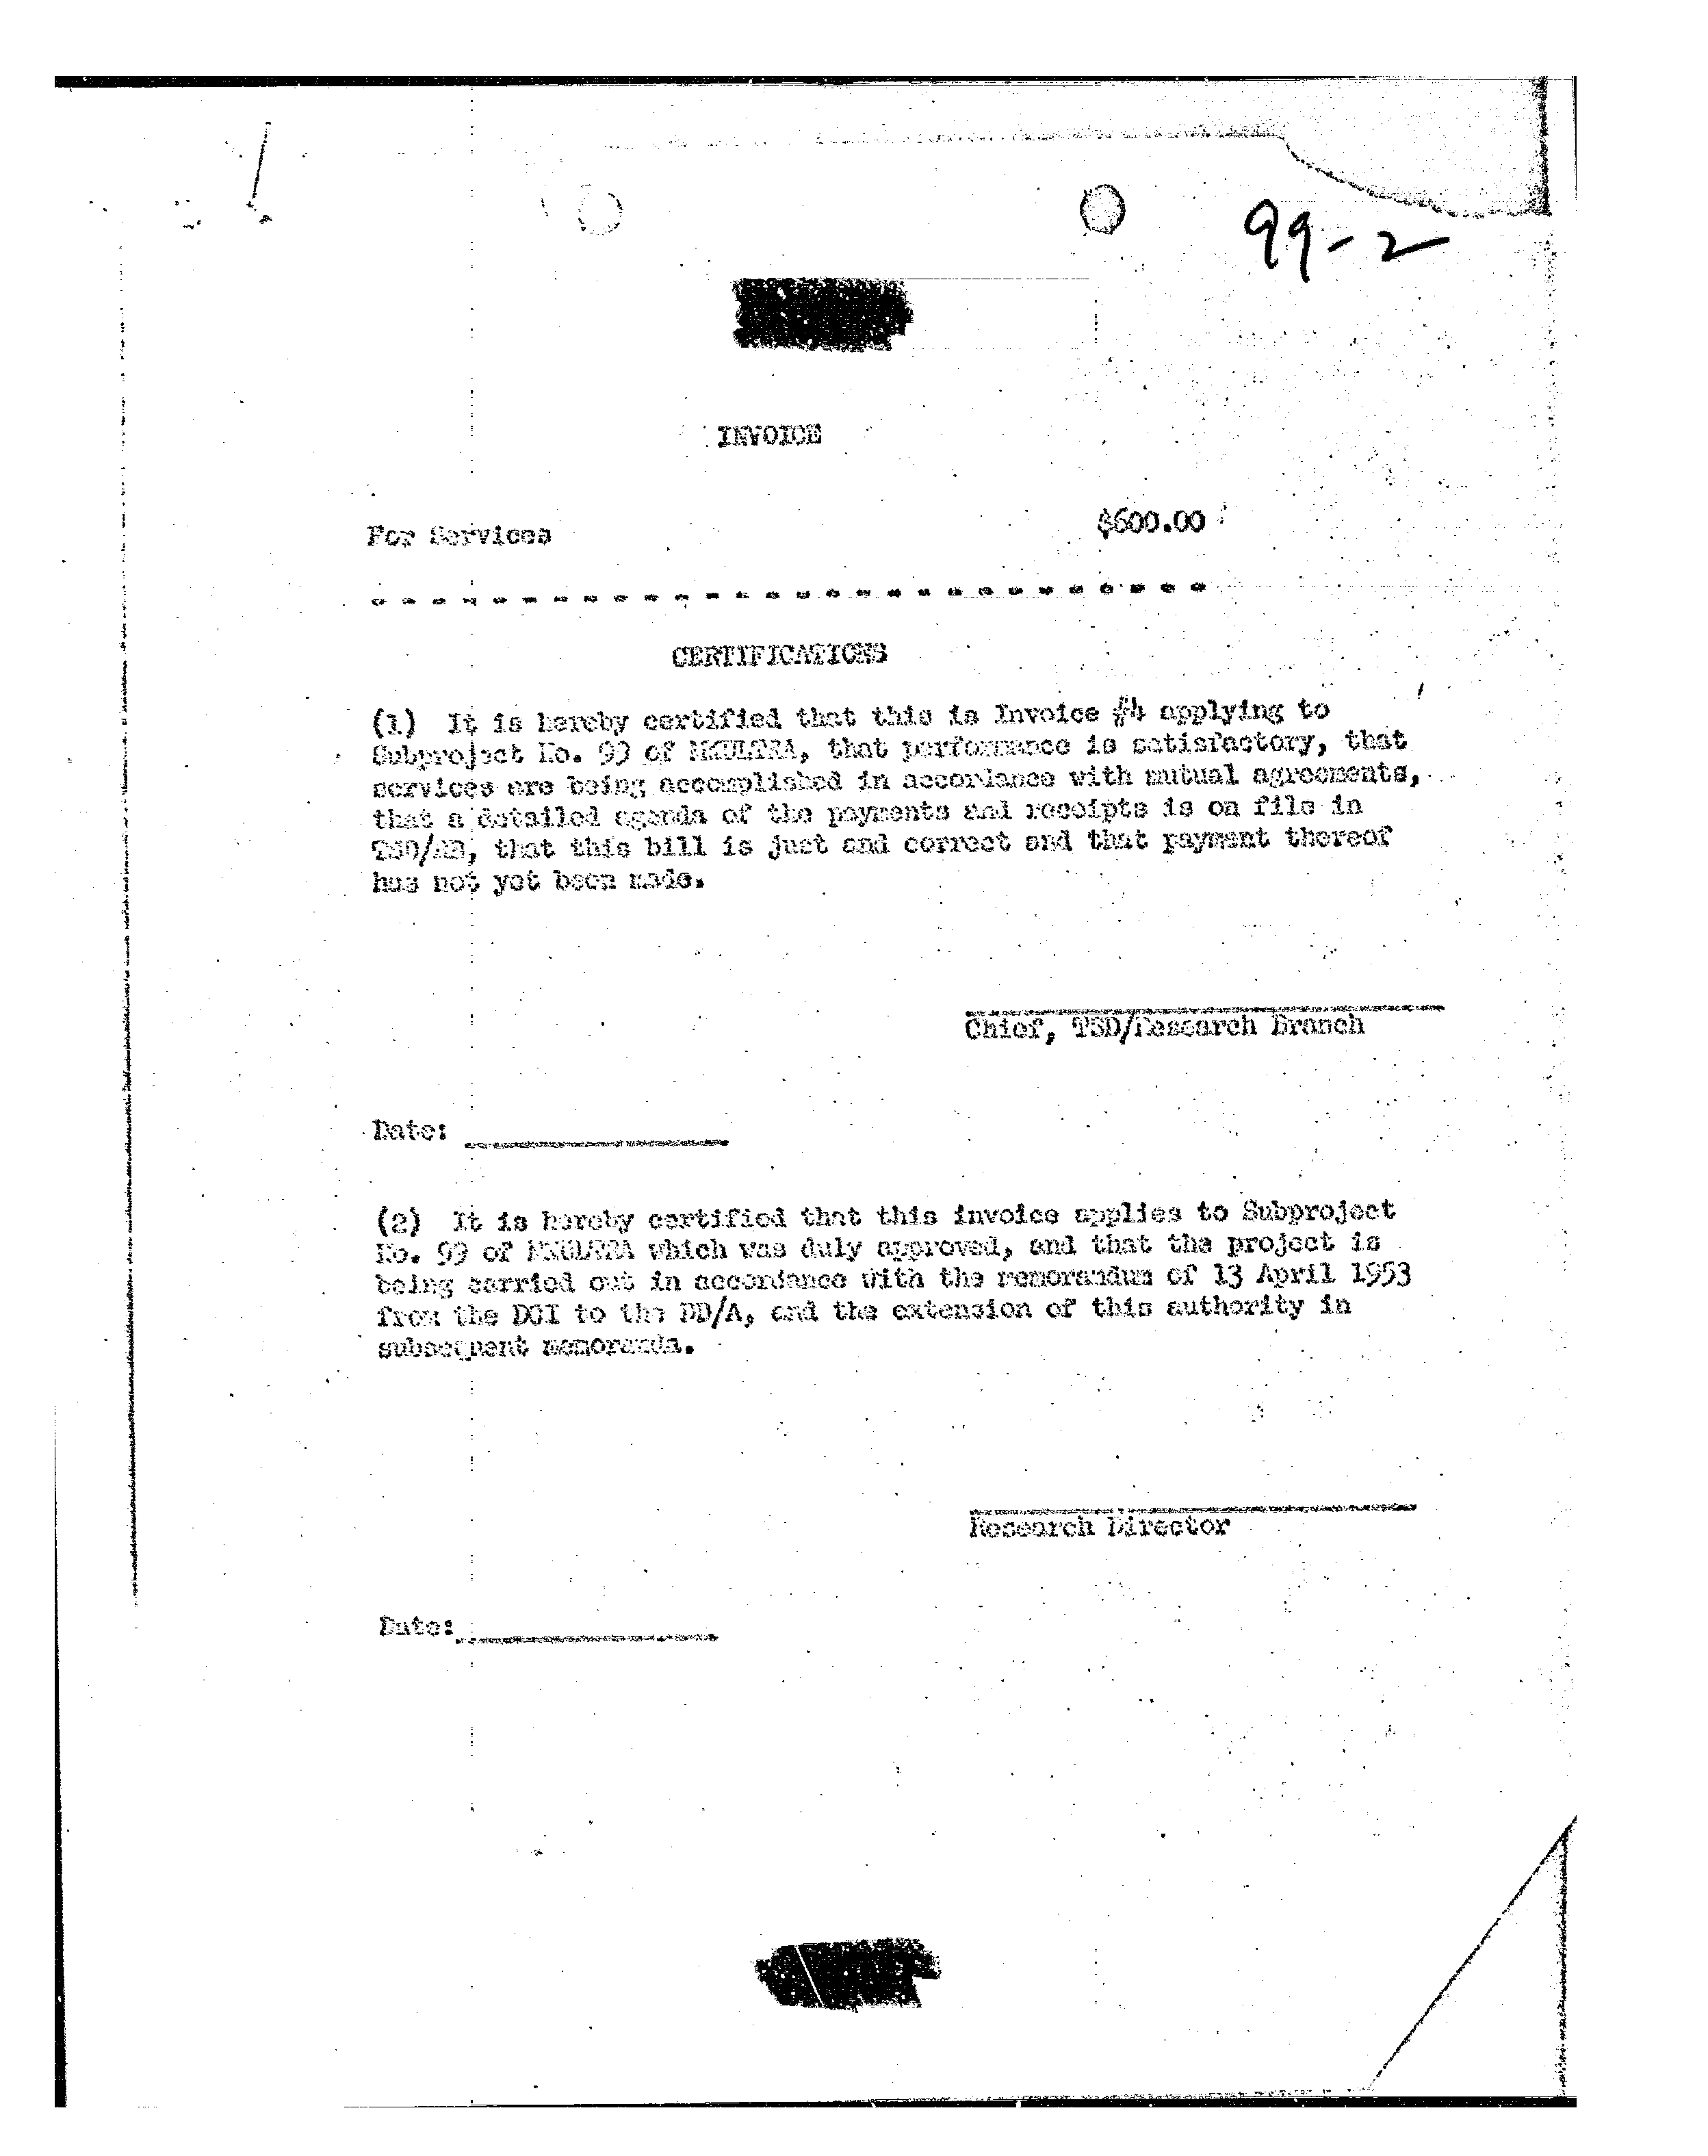 99-2
INVOICE
For Services $600.00
CERTIFICATIONS
(1) It is hereby certified that this is Invoice #4 applying to
Subproject No. 99 of MKULTRA, that performance is satisfactory, that
services are being accomplished in accordance with mutual agreements,
that a detailed agenda of the payments and receipts is on file in
that this bill is just and correct and that payment thereof
has not yet been made.
Chief, TSD/Research Branch
Date:
(2) It is hereby certified that this invoice applies to Subproject
No. 99 of MKULTRA which was duly approved, and that the project is
being carried out in accordance with the memorandum of 13 April 1953
from the DCI to the DD/A, and the extension of this authority in
subsequent memoranda.
Research Director
Date: